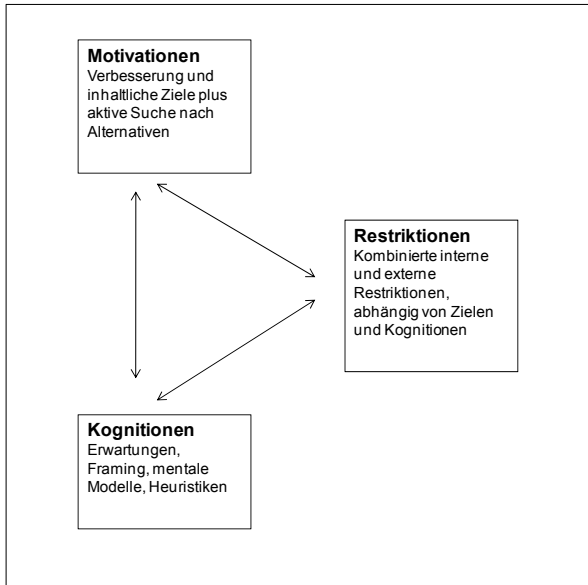 Motivationen
Verbesserung und
inhaltliche Ziele plus
aktive Suche nach
Alternativen
Restriktionen
Kombinierte interne
und externe
Restriktionen,
abhängig von Zielen
und Kognitionen
Kognitionen
Erwartungen,
Framing, mentale
Modelle, Heuristiken